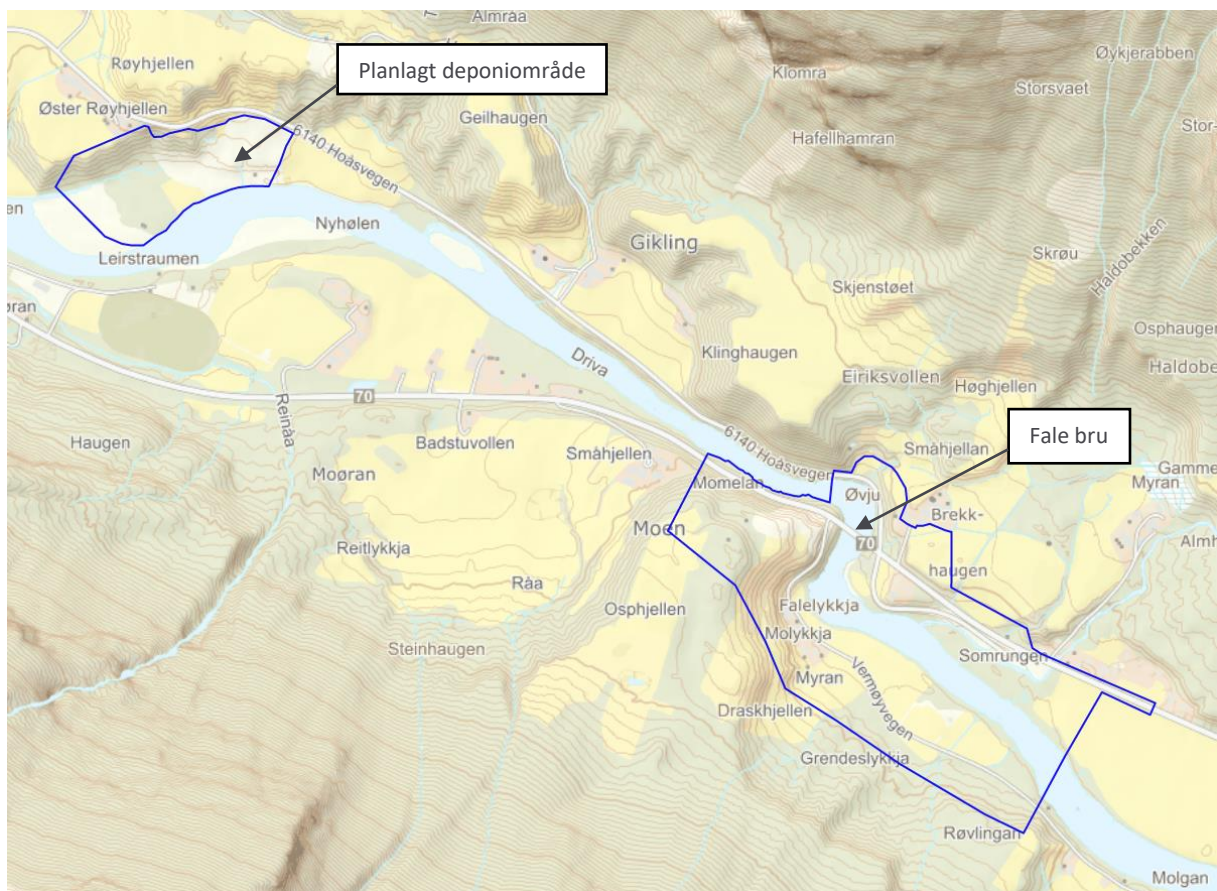 Almråa
Øykjerabben
Røyhjellen
Planlagt deponiområde
Klomra
Storsvaet
Øster Røyhjellen
Geilhaugen
Stor-
6140 Hoåsvegen
Hafellhamran
en
Nyhølen
Gikling
Skrøu
Haldobekken
Leirstraumen
Skjenstøet
øran
Osphaugen
Klinghaugen
Driva
Haldobe
Eiriksvollen
Høghjellen
70
Reinåa
Fale bru
Haugen
Badstuvollen
6140 Hoåsvegen
Småhjellan
Småhjellen
Gamme
Myran
Moøran
Momelan
Øvju
Brekk-
haugen
Moen
70
Almh
Reitlykkja
Råa
Osphjellen
Falelykkja
Steinhaugen
Molykkja
Somrungen
Myran
Vermøyvegen
Draskhjellen
Grendeslykkja
Røvlingan
Molgan